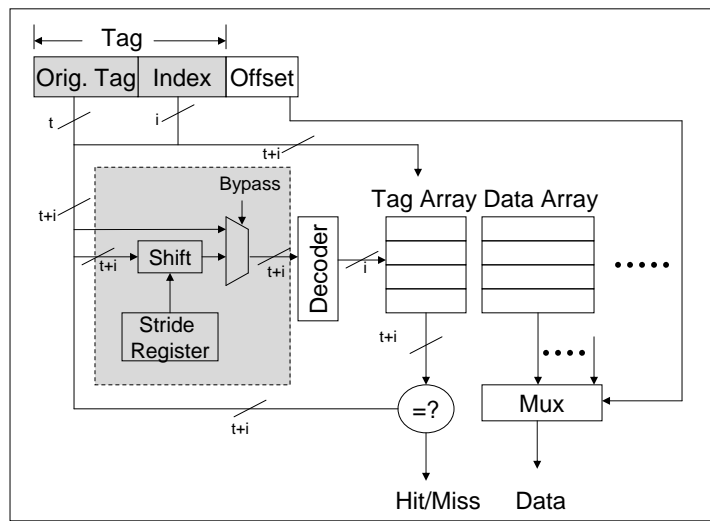 Tag
Orig. Tag Index Offset
t
i
t+i
Tag Array Data Array
Bypass
t+i
t+i
Shift
t+i
Decoder
i
Stride
Register
t+i
=?
Mux
t+i
Hit/Miss Data